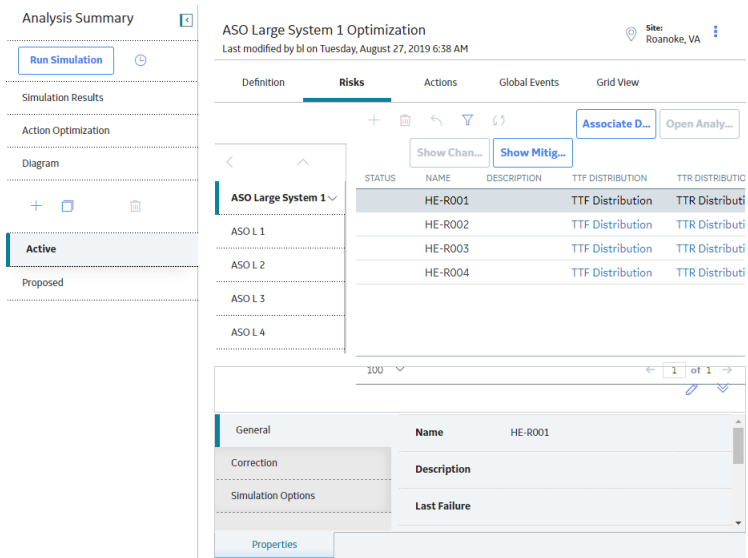 Analysis Summary
Run Simulation
Simulation Results
Action Optimization
Diagram
Active
Proposed
ASO Large System 1 Optimization
Last modified by bl on Tuesday, August 27, 2019 6:38 AM
Site:
Roanoke, VA
Definition Risks Actions Global Events Grid View
Associate D... Open Analy...
Show Chan... Show Mitig...
ASO Large System 1
ASO L 1
ASO L 2
ASO L 3
ASO L 4
STATUS NAME DESCRIPTION TTF DISTRIBUTION TTR DISTRIBUTIO
HE-R001 TTF Distribution TTR Distributi
HE-R002 TTF Distribution TTR Distributi
HE-R003 TTF Distribution TTR Distributi
HE-R004 TTF Distribution TTR Distributi
100 1 of 1
General
Correction
Simulation Options
Name HE-R001
Description
Last Failure
Properties